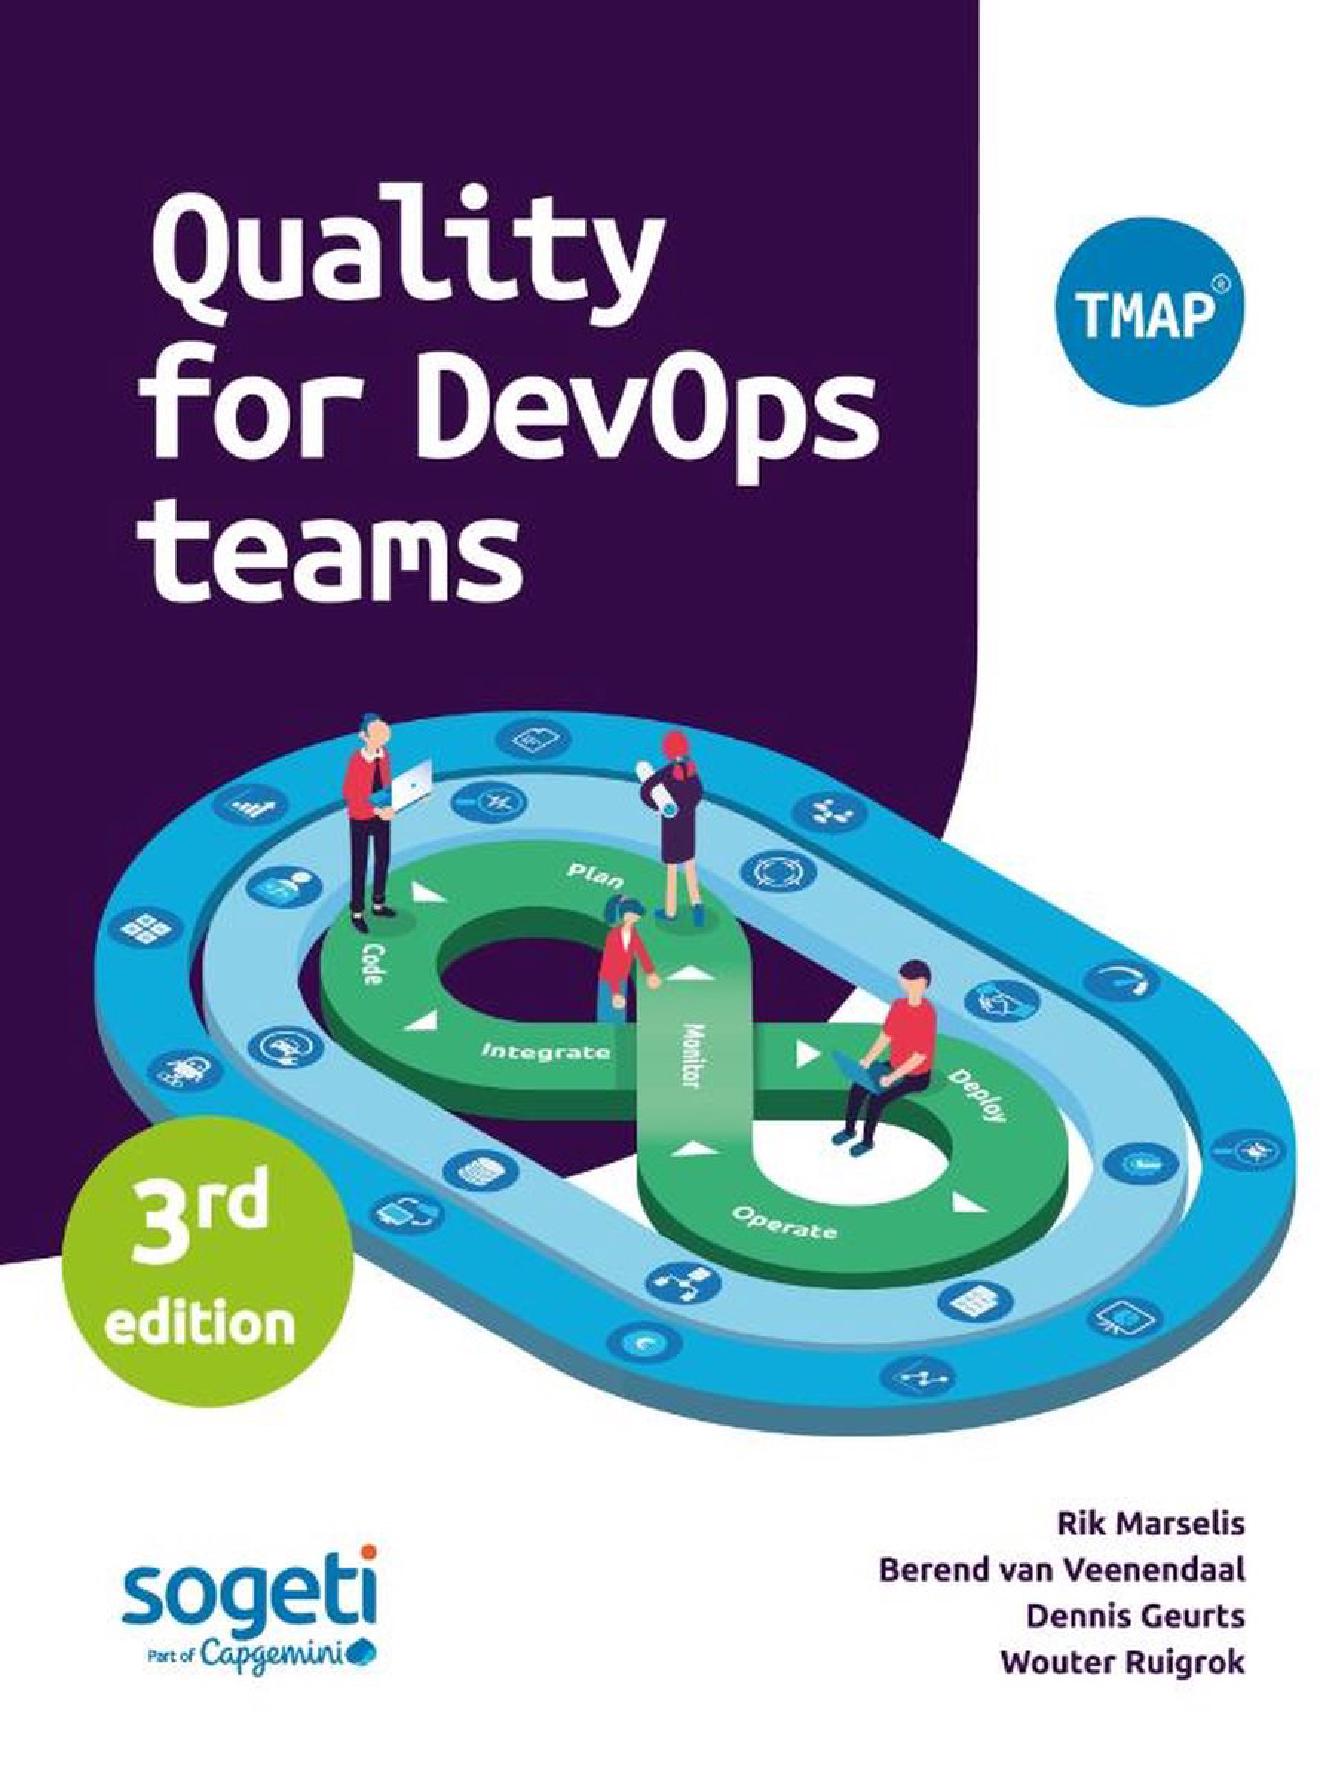 Quality
for DevOps
teams
TMAP®
Plan
Code
Integrate
Monitor
Deploy
Operate
3rd
edition
Rik Marselis
Berend van Veenendaal
Dennis Geurts
Wouter Ruigrok
sogeti
Part of Capgemini